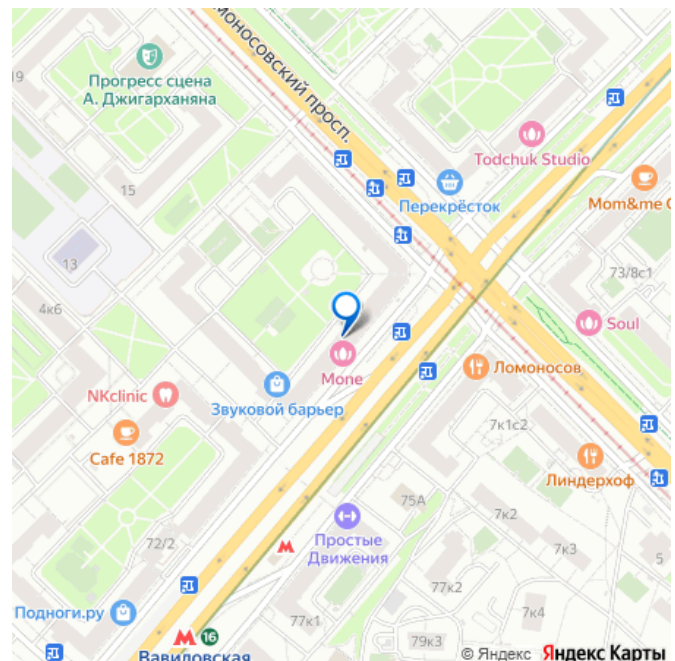 моносовский просп.
19
Прогресс сцена
А. Джигарханяна
Todchuk Studio
Перекрёсток
Mom&me C
15
13
73/8с1
4к6
Soul
Mone
Ломоносов
NKclinic
Звуковой барьер
7к1с2
Cafe 1872
Линдерхоф
75А
7к2
Простые
Движения
72/2
7к3
5
77к2
Подноги.ру
7к4
77к1
79к3
М 16
Вавиловская
© Яндекс Яндекс Карты